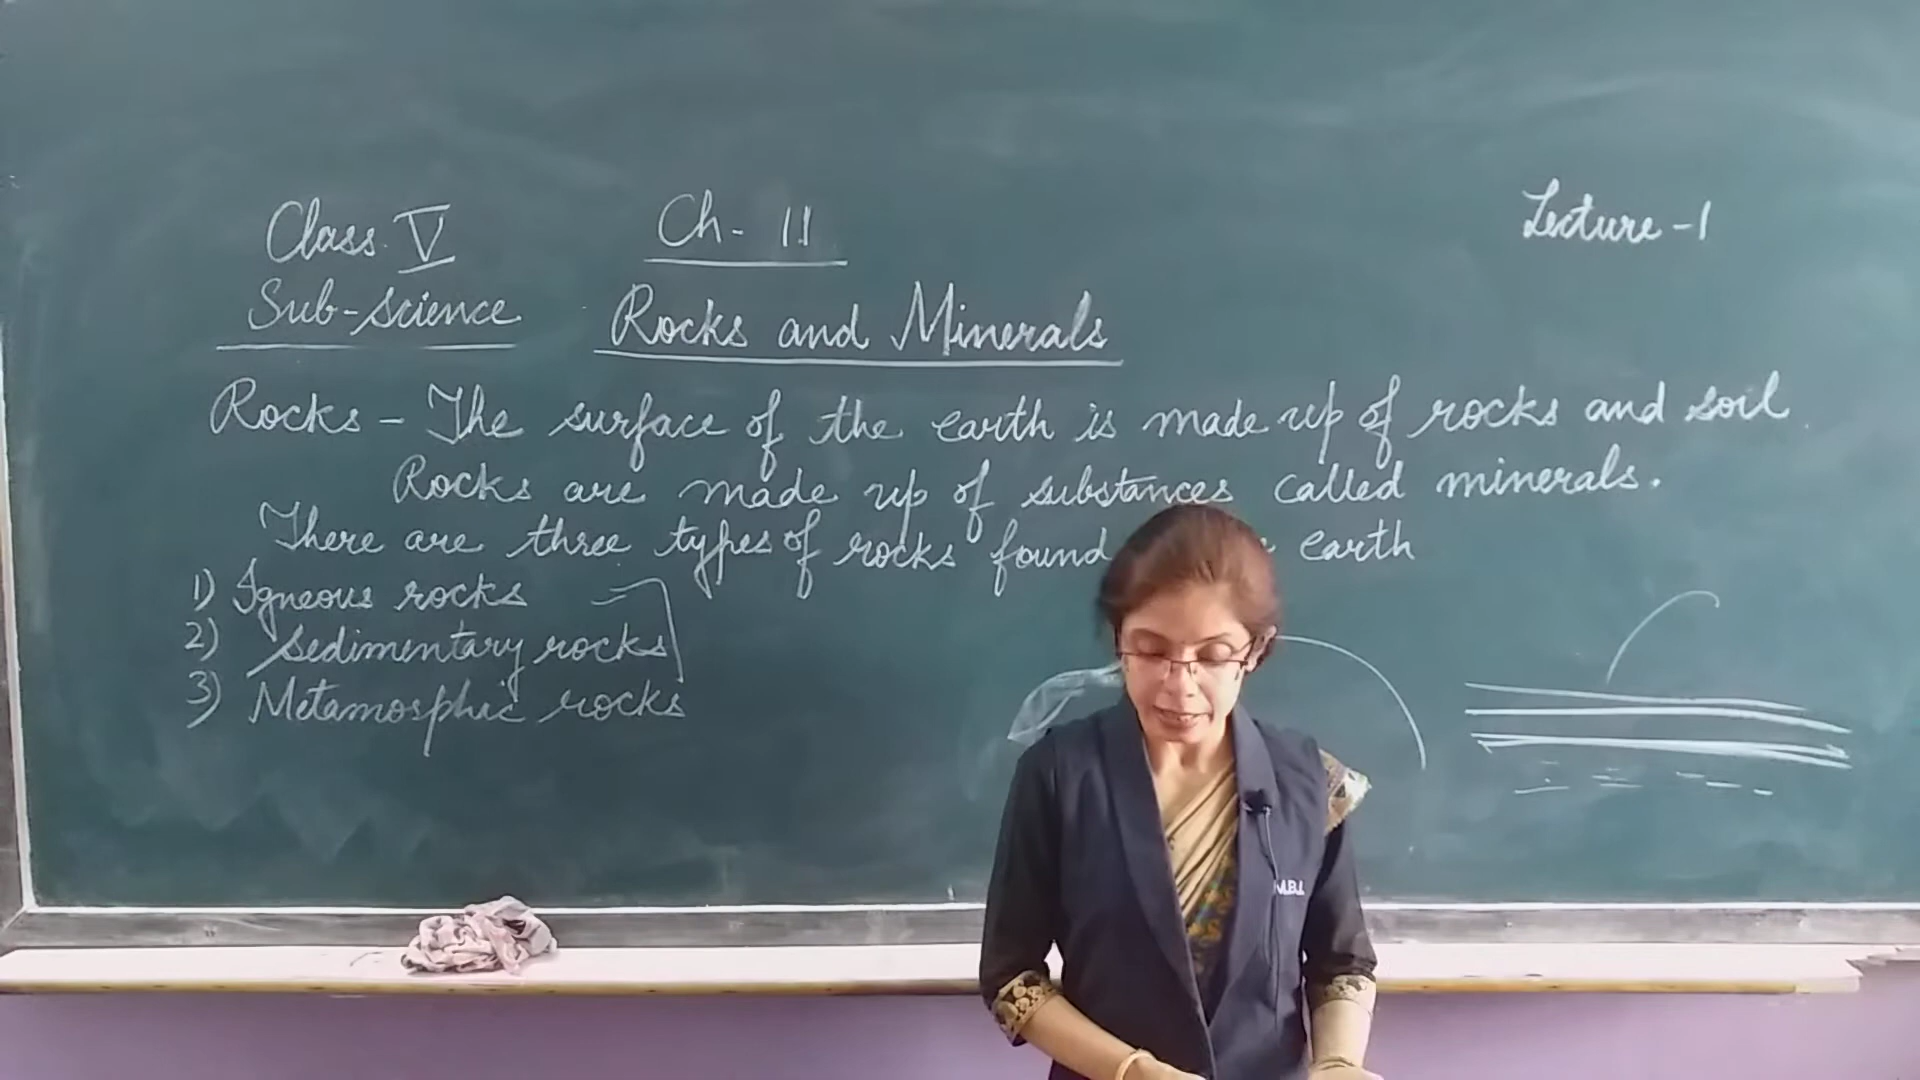 Class V Ch- 11 Lecture-1
Sub-science Rocks and Minerals
Rocks - The surface of the earth is made up of rocks and soil
Rocks are made up of substances called minerals.
There are three types of rocks found earth
1) Igneous rocks
2) Sedimentary rocks
3) Metamorphic rocks